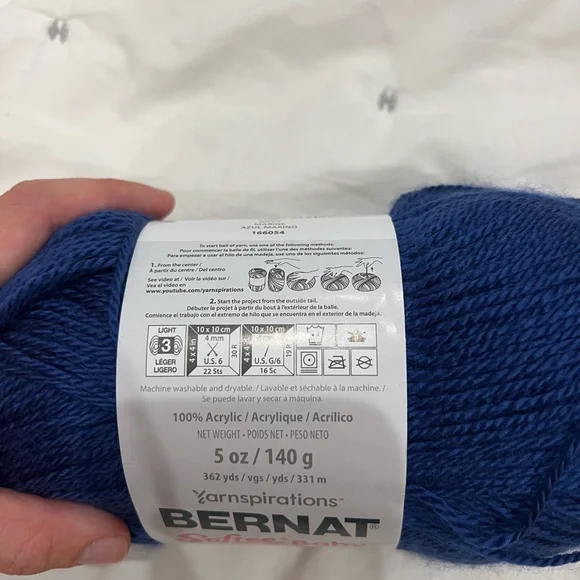 MARINE
AZUL MARINO
166054
To start ball of yarn, use one of the following methods:
Pour commencer la balle de fil, utiliser l'une des méthodes suivantes:
Para empezar a usar el hilo de una madeja, use uno de los siguientes métodos:
1. From the center /
À partir du centre / Del centro
See video at / Voir la vidéo sur /
Vea el video en
www.youtube.com/yarnspirations
2. Start the project from the outside tail.
Débuter le projet à partir du bout à l'extérieur de la balle.
Comience el trabajo con el extremo de hilo que se encuentra en el exterior de la madeja.
LIGHT
3
LÉGER
LIGERO
10 x 10 cm
4 x 4 in
4 mm
U.S. 6
30 R
22 Sts
10 x 10 cm
4 x 4
U.S. G/6
19 R
16 Sc
Machine washable and dryable. / Lavable et séchable à la machine. /
Se puede lavar y secar a máquina.
100% Acrylic / Acrylique / Acrílico
NET WEIGHT • POIDS NET • PESO NETO
5 oz / 140 g
362 yds / vgs / yds / 331 m
Yarnspirations™
BERNAT®
Softee Baby